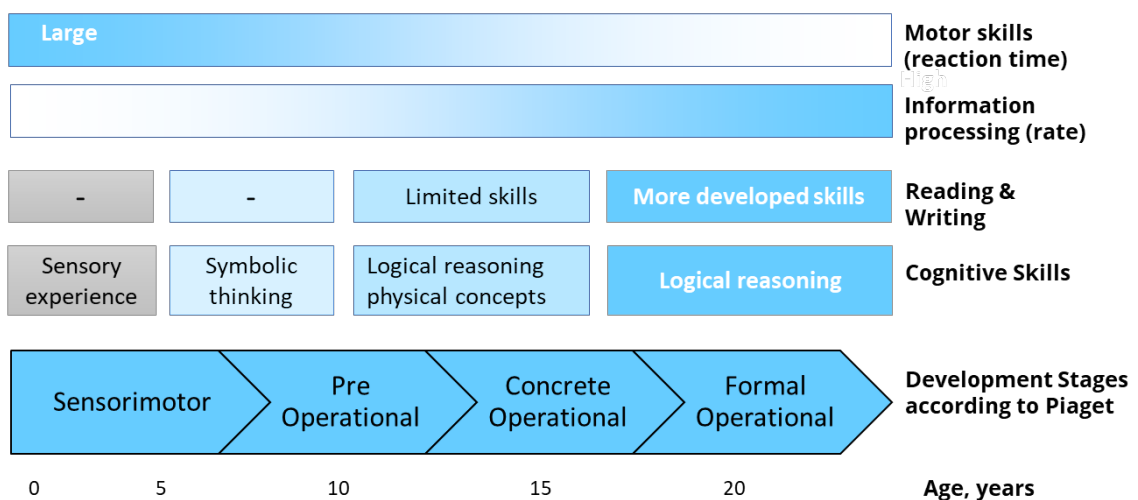 Large
Motor skills
(reaction time)
High
Information
processing (rate)
-
-
Limited skills
More developed skills
Reading &
Writing
Sensory
experience
Symbolic
thinking
Logical reasoning
physical concepts
Logical reasoning
Cognitive Skills
Sensorimotor
Pre
Operational
Concrete
Operational
Formal
Operational
Development Stages
according to Piaget
0
5
10
15
20
Age, years